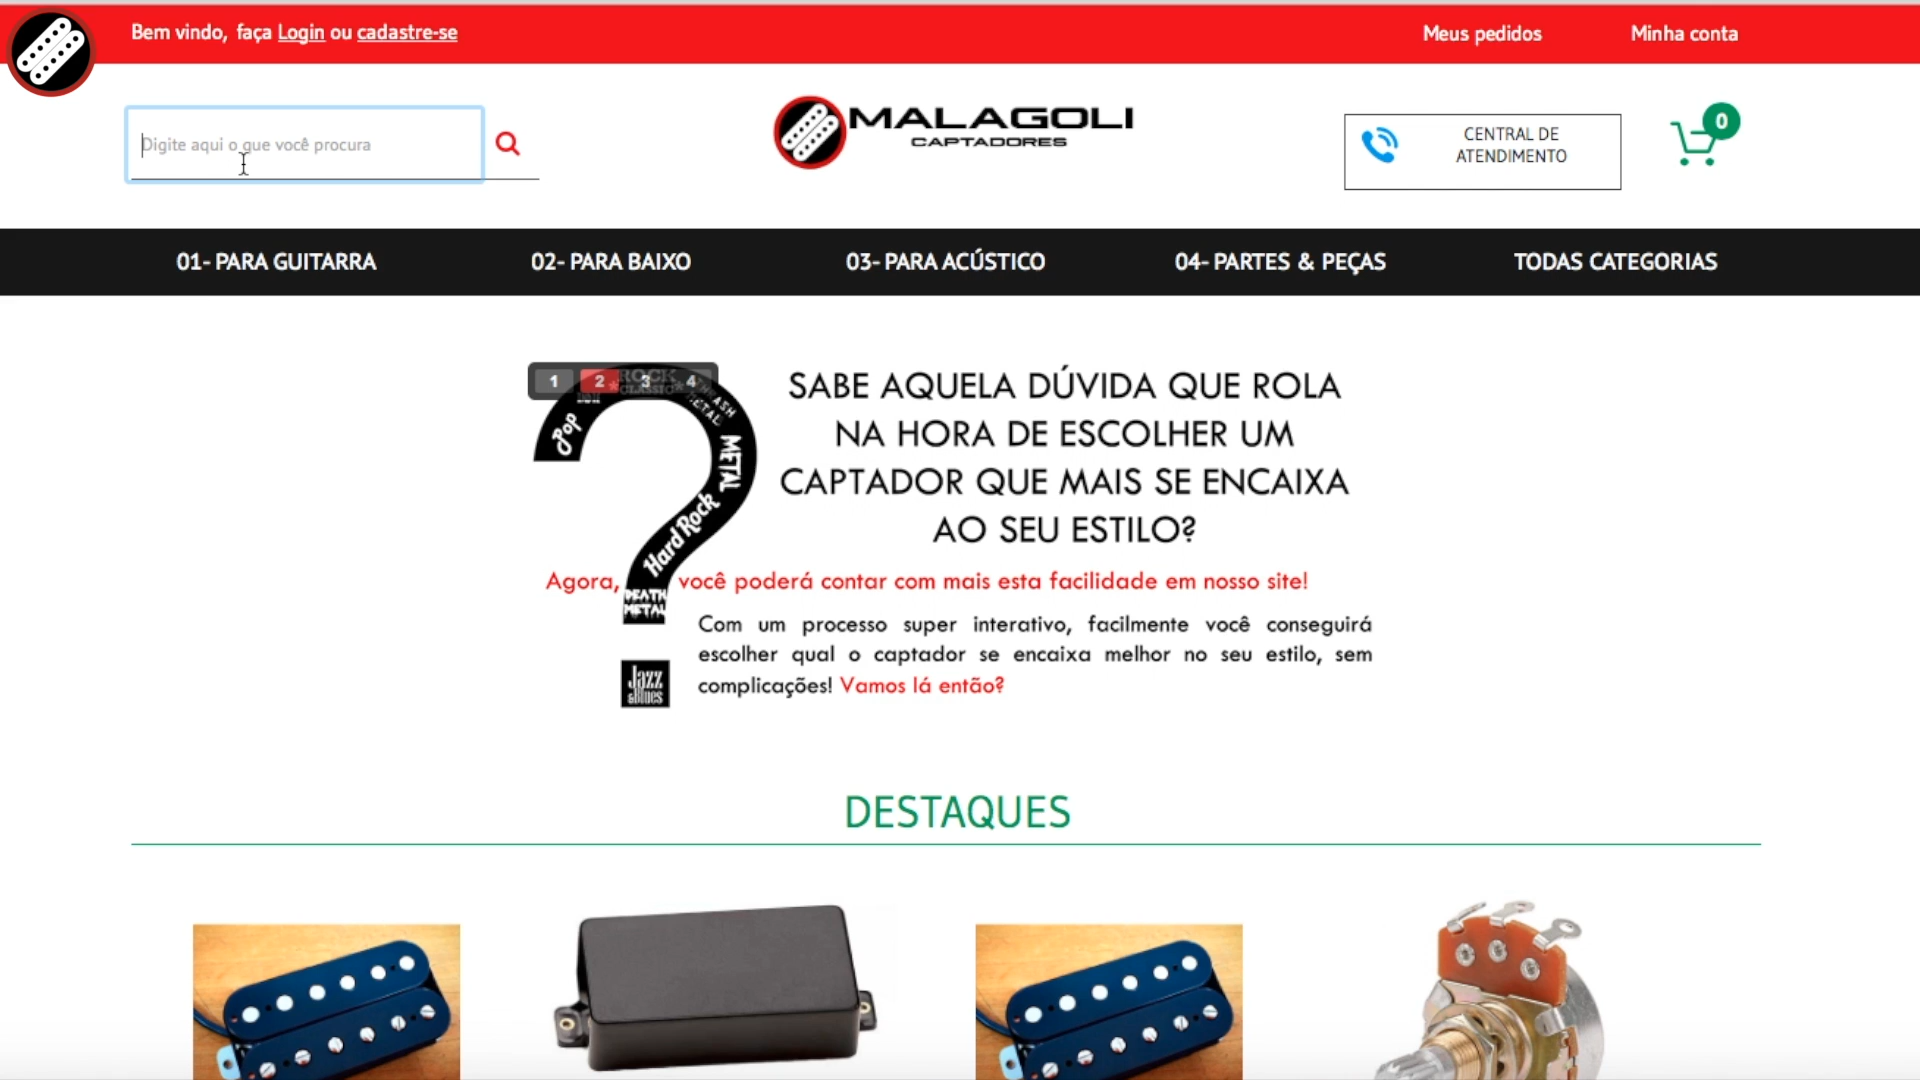 Bem vindo, faça Login ou cadastre-se
Meus pedidos
Minha conta
Digite aqui o que você procura
MALAGOLI
CAPTADORES
CENTRAL DE
ATENDIMENTO
0
01- PARA GUITARRA
02- PARA BAIXO
03- PARA ACÚSTICO
04- PARTES & PEÇAS
TODAS CATEGORIAS
1 2 3 4
ROCK
CLASSIC
THRASH
METAL
Pop
METAL
Hard Rock
DEATH
METAL
Jazz
&Blues
SABE AQUELA DÚVIDA QUE ROLA
NA HORA DE ESCOLHER UM
CAPTADOR QUE MAIS SE ENCAIXA
AO SEU ESTILO?
Agora, você poderá contar com mais esta facilidade em nosso site!
Com um processo super interativo, facilmente você conseguirá
escolher qual o captador se encaixa melhor no seu estilo, sem
complicações! Vamos lá então?
DESTAQUES